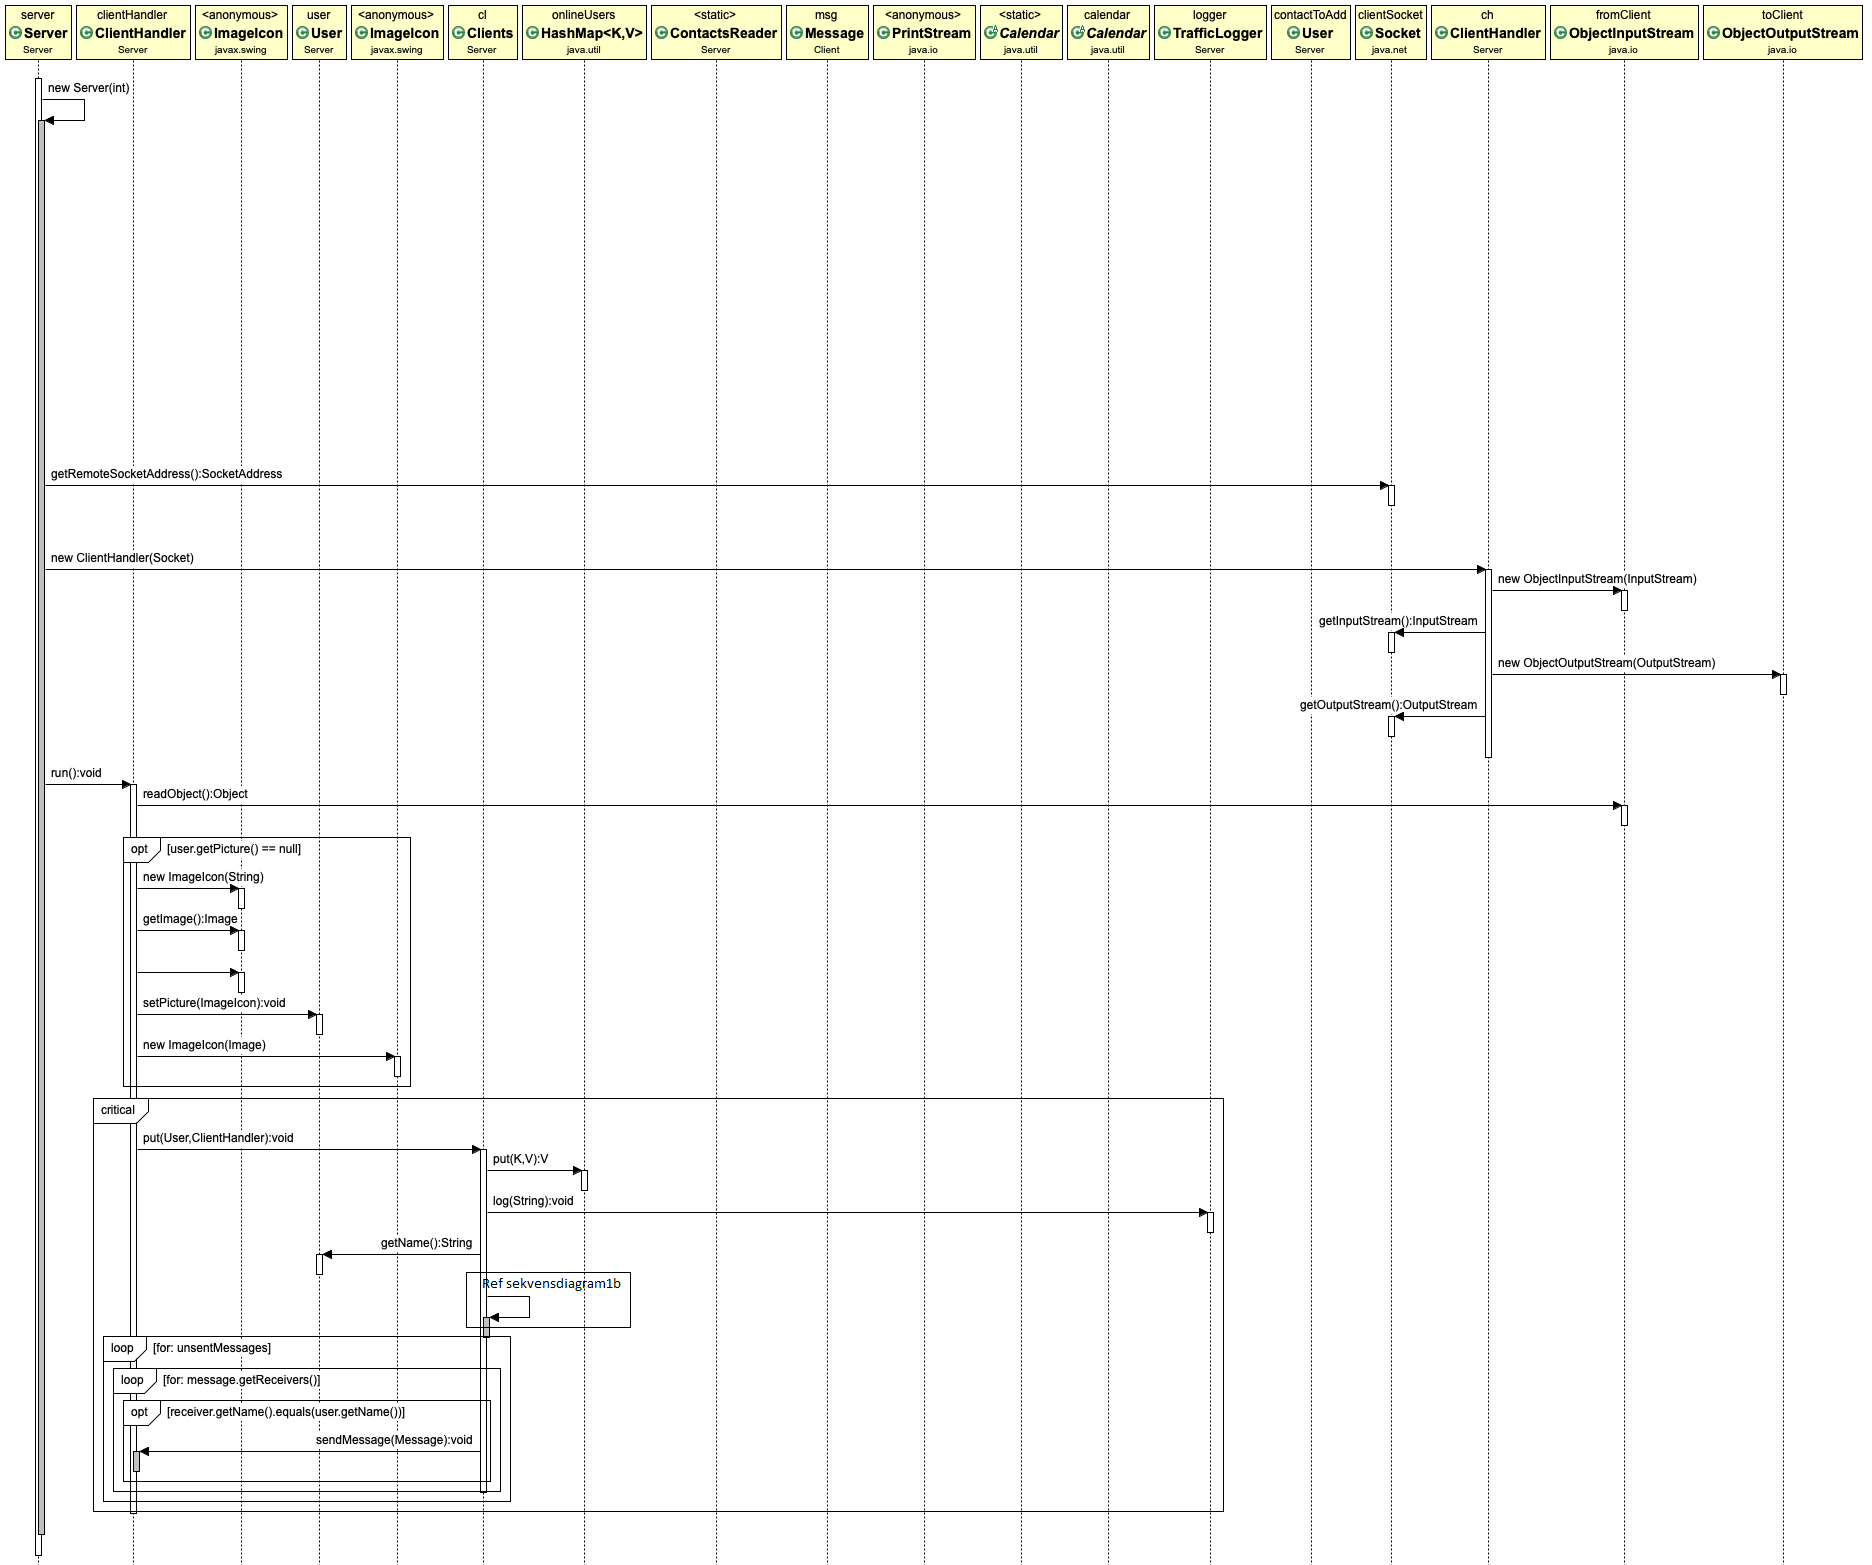 server clientHandler <anonymous> user <anonymous> cl onlineUsers <static> msg <anonymous> <static> calendar logger contactToAdd clientSocket ch fromClient toClient
C Server C ClientHandler C ImageIcon C User C ImageIcon C Clients C HashMap<K,V> C ContactsReader C Message C PrintStream C A Calendar C A Calendar C TrafficLogger C User C Socket C ClientHandler C ObjectInputStream C ObjectOutputStream
Server Server javax.swing Server javax.swing Server java.util Server Client java.io java.util java.util Server Server java.net Server java.io java.io
new Server(int)
getRemoteSocketAddress():SocketAddress
new ClientHandler(Socket)
new ObjectInputStream(InputStream)
getInputStream():InputStream
new ObjectOutputStream(OutputStream)
getOutputStream():OutputStream
run():void
readObject():Object
opt [user.getPicture() == null]
new ImageIcon(String)
getImage():Image
setPicture(ImageIcon):void
new ImageIcon(Image)
critical
put(User,ClientHandler):void
put(K,V):V
log(String):void
getName():String
Ref sekvensdiagram1b
loop [for: unsentMessages]
loop [for: message.getReceivers()]
opt [receiver.getName().equals(user.getName())]
sendMessage(Message):void